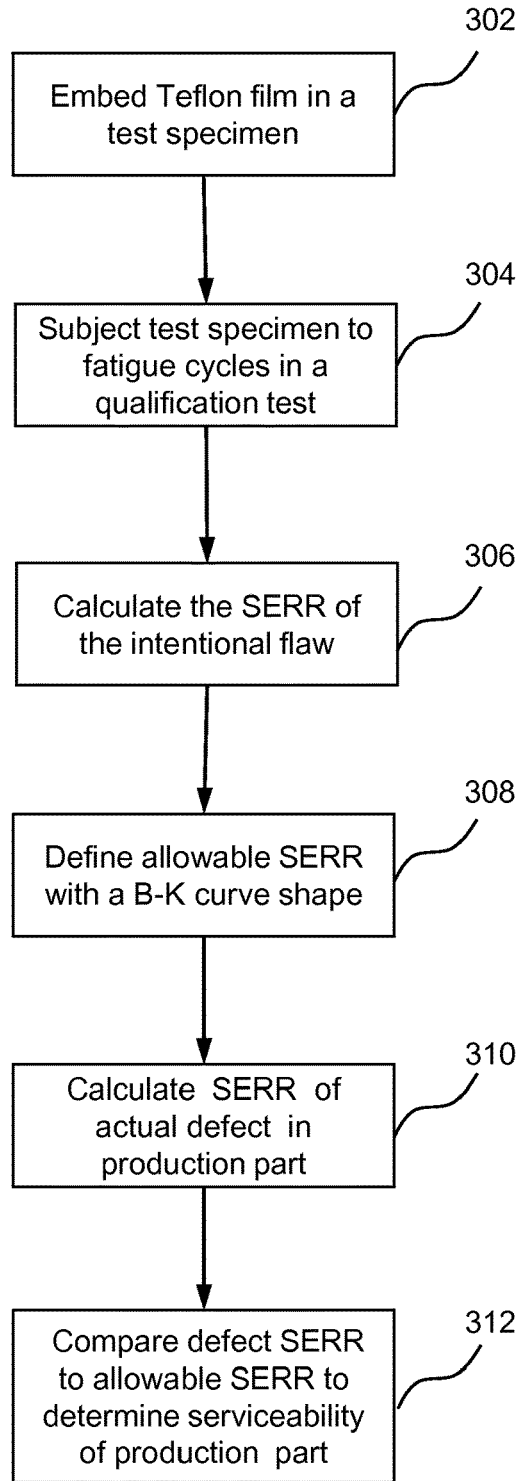 302
Embed Teflon film in a
test specimen
304
Subject test specimen to
fatigue cycles in a
qualification test
306
Calculate the SERR of
the intentional flaw
308
Define allowable SERR
with a B-K curve shape
310
Calculate SERR of
actual defect in
production part
312
Compare defect SERR
to allowable SERR to
determine serviceability
of production part